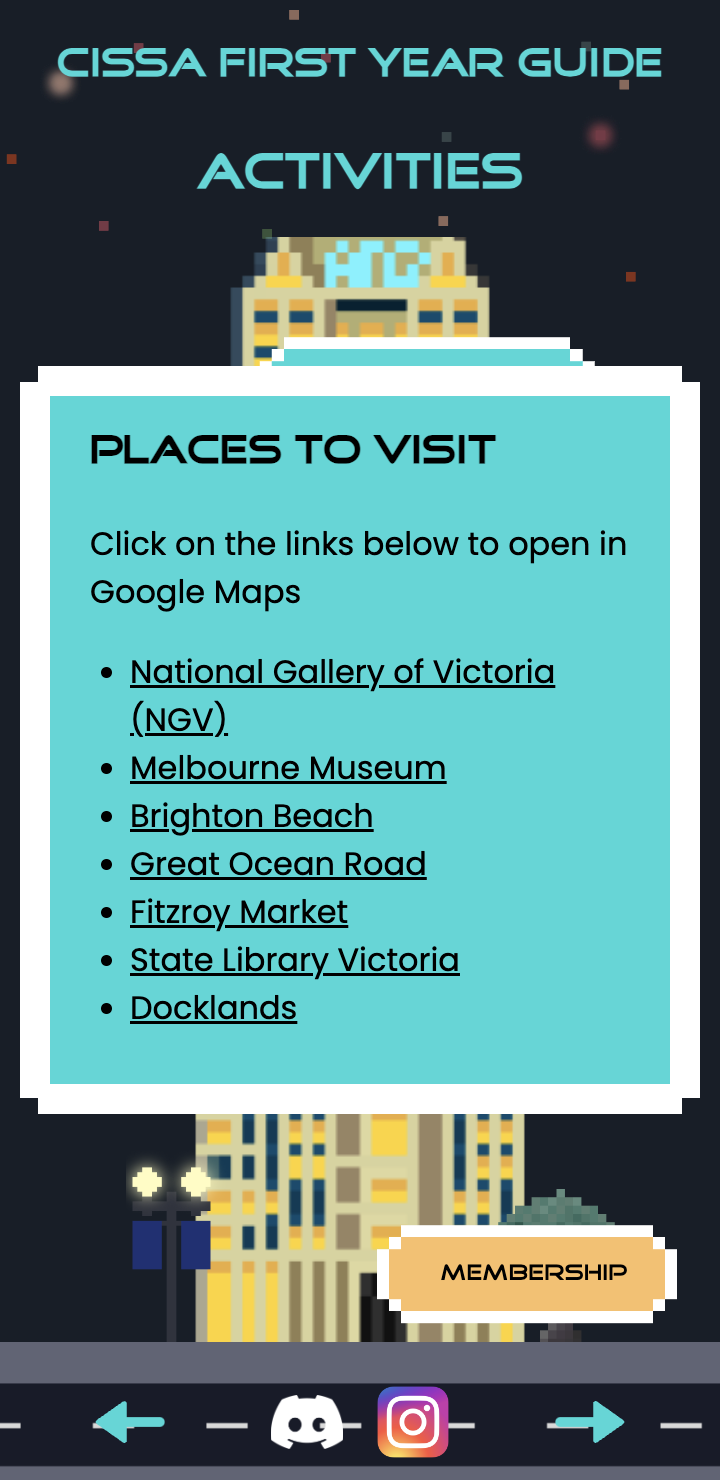 CISSA FIRST YEAR GUIDE
ACTIVITIES
PLACES TO VISIT
Click on the links below to open in
Google Maps
National Gallery of Victoria
(NGV)
Melbourne Museum
Brighton Beach
Great Ocean Road
Fitzroy Market
State Library Victoria
Docklands
MEMBERSHIP